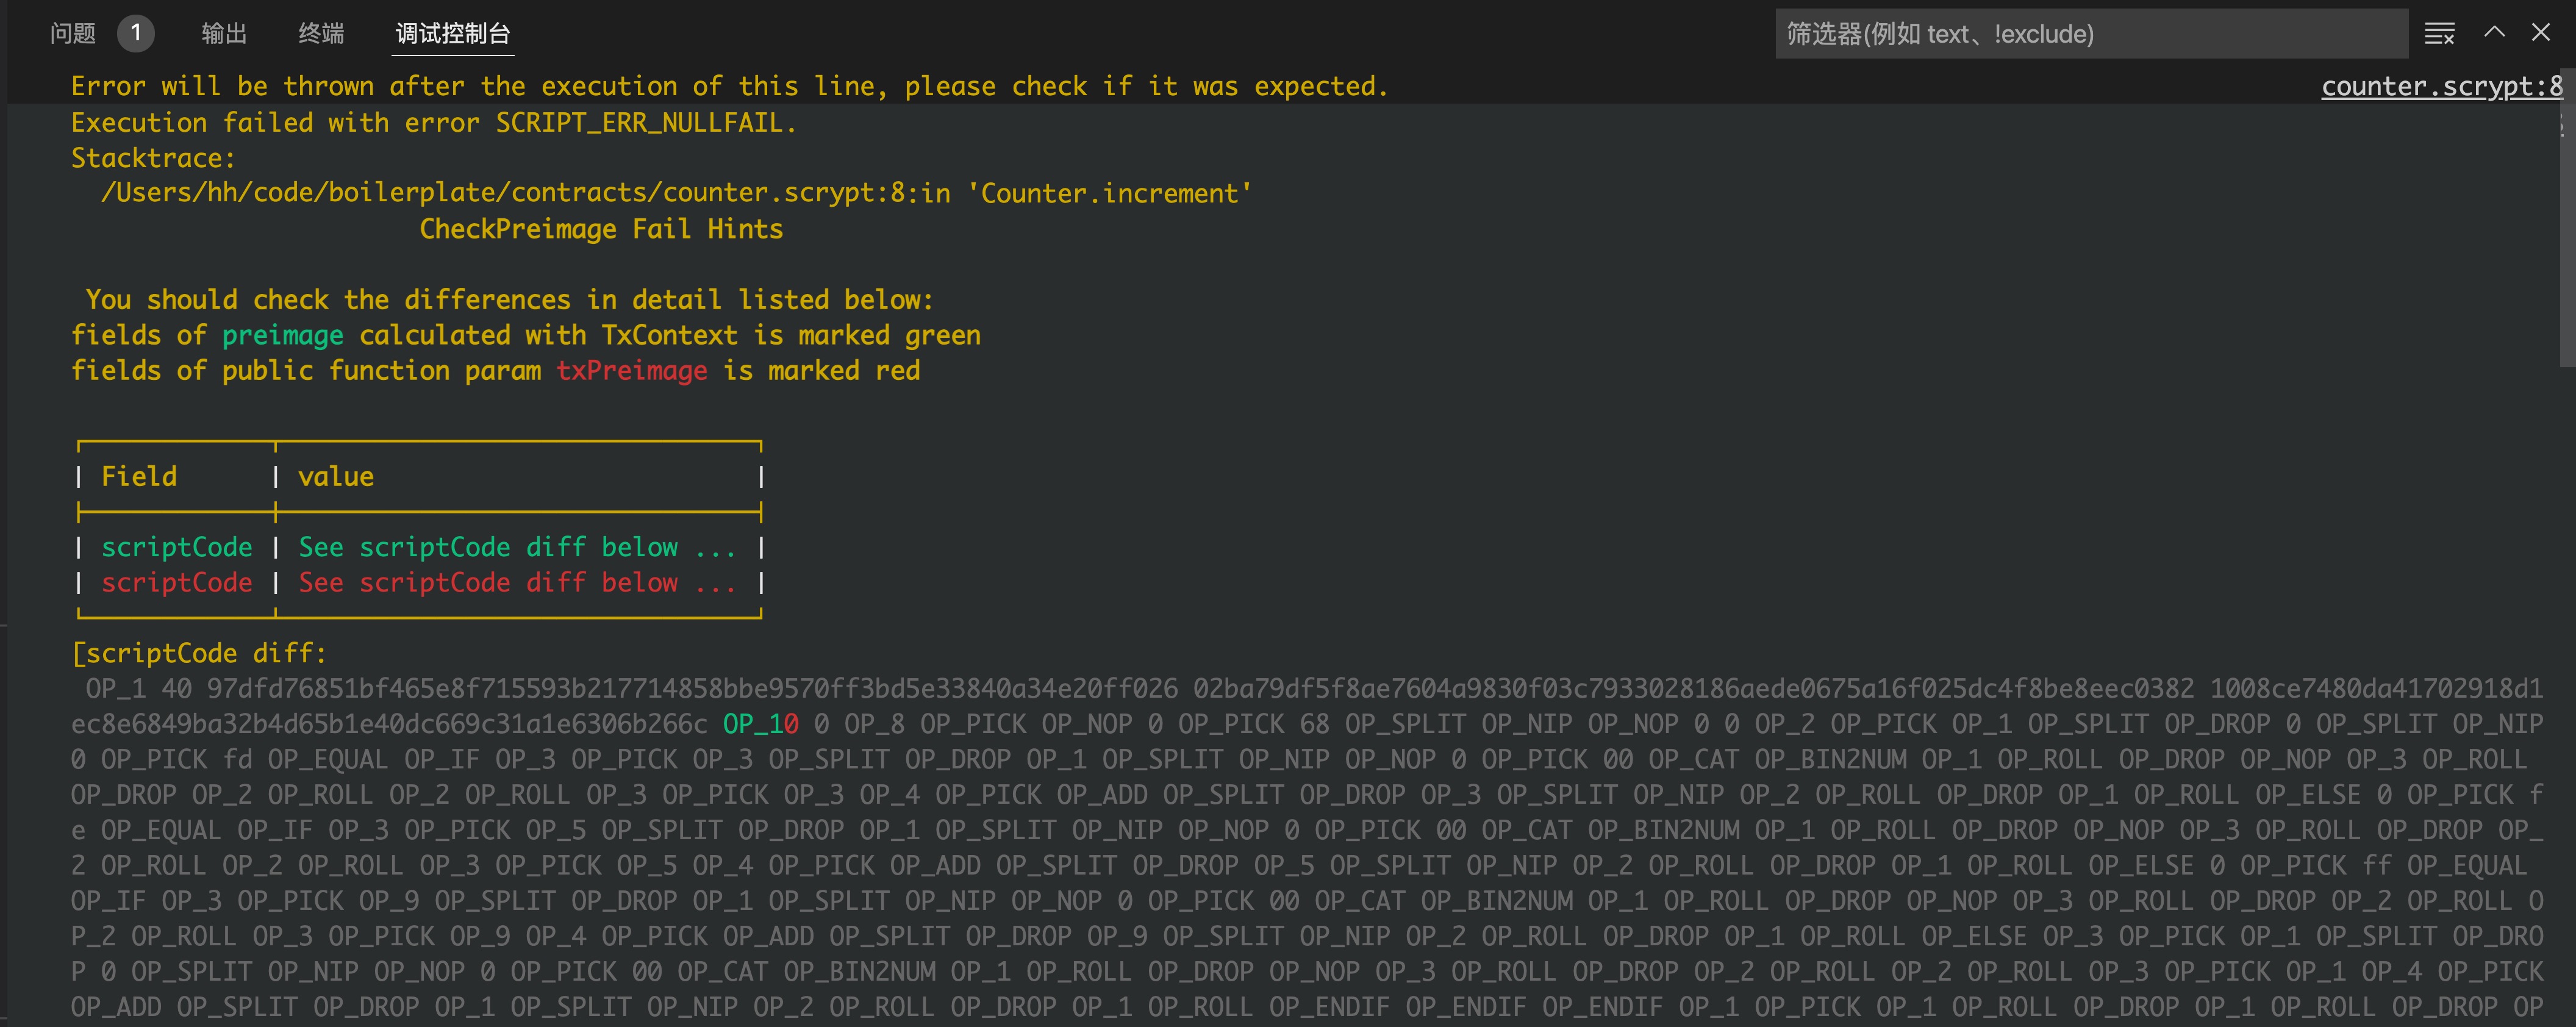 问题 1 输出 终端 调试控制台 筛选器(例如 text、!exclude)
Error will be thrown after the execution of this line, please check if it was expected. counter.scrypt:8
Execution failed with error SCRIPT_ERR_NULLFAIL.
Stacktrace:
/Users/hh/code/boilerplate/contracts/counter.scrypt:8:in 'Counter.increment'
CheckPreimage Fail Hints
You should check the differences in detail listed below:
fields of preimage calculated with TxContext is marked green
fields of public function param txPreimage is marked red
| Field | value |
| scriptCode | See scriptCode diff below ... |
| scriptCode | See scriptCode diff below ... |
[scriptCode diff:
OP_1 40 97dfd76851bf465e8f715593b217714858bbe9570ff3bd5e33840a34e20ff026 02ba79df5f8ae7604a9830f03c7933028186aede0675a16f025dc4f8be8eec0382 1008ce7480da41702918d1
ec8e6849ba32b4d65b1e40dc669c31a1e6306b266c OP_10 0 OP_8 OP_PICK OP_NOP 0 OP_PICK 68 OP_SPLIT OP_NIP OP_NOP 0 0 OP_2 OP_PICK OP_1 OP_SPLIT OP_DROP 0 OP_SPLIT OP_NIP
0 OP_PICK fd OP_EQUAL OP_IF OP_3 OP_PICK OP_3 OP_SPLIT OP_DROP OP_1 OP_SPLIT OP_NIP OP_NOP 0 OP_PICK 00 OP_CAT OP_BIN2NUM OP_1 OP_ROLL OP_DROP OP_NOP OP_3 OP_ROLL
OP_DROP OP_2 OP_ROLL OP_2 OP_ROLL OP_3 OP_PICK OP_3 OP_4 OP_PICK OP_ADD OP_SPLIT OP_DROP OP_3 OP_SPLIT OP_NIP OP_2 OP_ROLL OP_DROP OP_1 OP_ROLL OP_ELSE 0 OP_PICK f
e OP_EQUAL OP_IF OP_3 OP_PICK OP_5 OP_SPLIT OP_DROP OP_1 OP_SPLIT OP_NIP OP_NOP 0 OP_PICK 00 OP_CAT OP_BIN2NUM OP_1 OP_ROLL OP_DROP OP_NOP OP_3 OP_ROLL OP_DROP OP_
2 OP_ROLL OP_2 OP_ROLL OP_3 OP_PICK OP_5 OP_4 OP_PICK OP_ADD OP_SPLIT OP_DROP OP_5 OP_SPLIT OP_NIP OP_2 OP_ROLL OP_DROP OP_1 OP_ROLL OP_ELSE 0 OP_PICK ff OP_EQUAL
OP_IF OP_3 OP_PICK OP_9 OP_SPLIT OP_DROP OP_1 OP_SPLIT OP_NIP OP_NOP 0 OP_PICK 00 OP_CAT OP_BIN2NUM OP_1 OP_ROLL OP_DROP OP_NOP OP_3 OP_ROLL OP_DROP OP_2 OP_ROLL O
P_2 OP_ROLL OP_3 OP_PICK OP_9 OP_4 OP_PICK OP_ADD OP_SPLIT OP_DROP OP_9 OP_SPLIT OP_NIP OP_2 OP_ROLL OP_DROP OP_1 OP_ROLL OP_ELSE OP_3 OP_PICK OP_1 OP_SPLIT OP_DRO
P 0 OP_SPLIT OP_NIP OP_NOP 0 OP_PICK 00 OP_CAT OP_BIN2NUM OP_1 OP_ROLL OP_DROP OP_NOP OP_3 OP_ROLL OP_DROP OP_2 OP_ROLL OP_2 OP_ROLL OP_3 OP_PICK OP_1 OP_4 OP_PICK
OP_ADD OP_SPLIT OP_DROP OP_1 OP_SPLIT OP_NIP OP_2 OP_ROLL OP_DROP OP_1 OP_ROLL OP_ENDIF OP_ENDIF OP_ENDIF OP_1 OP_PICK OP_1 OP_ROLL OP_DROP OP_1 OP_ROLL OP_DROP OP